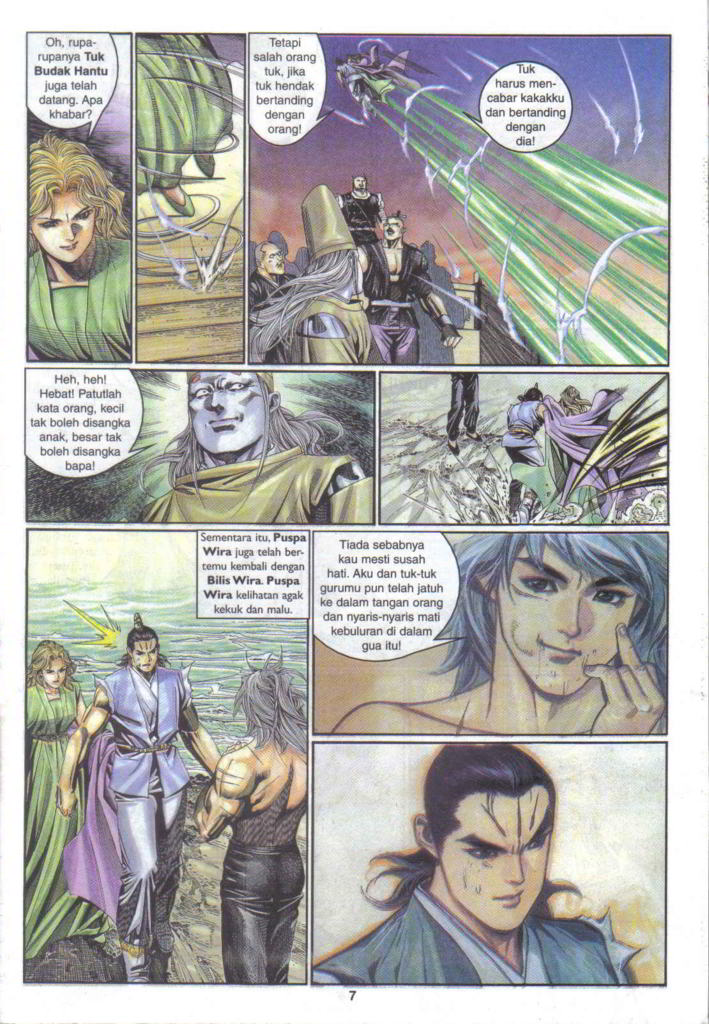 Oh, rupa-
rupanya Tuk
Budak Hantu
juga telah
datang. Apa
khabar?
Tetapi
salah orang
tuk, jika
tuk hendak
bertanding
dengan
orang!
Tuk
harus men-
cabar kakakku
dan bertanding
dengan
dia!
Heh, heh!
Hebat! Patutlah
kata orang, kecil
tak boleh disangka
anak, besar tak
boleh disangka
bapa!
Sementara itu, Puspa
Wira juga telah ber-
temu kembali dengan
Bilis Wira. Puspa
Wira kelihatan agak
kekuk dan malu.
Tiada sebabnya
kau mesti susah
hati. Aku dan tuk-tuk
gurumu pun telah jatuh
ke dalam tangan orang
dan nyaris-nyaris mati
kebuluran di dalam
gua itu!
7